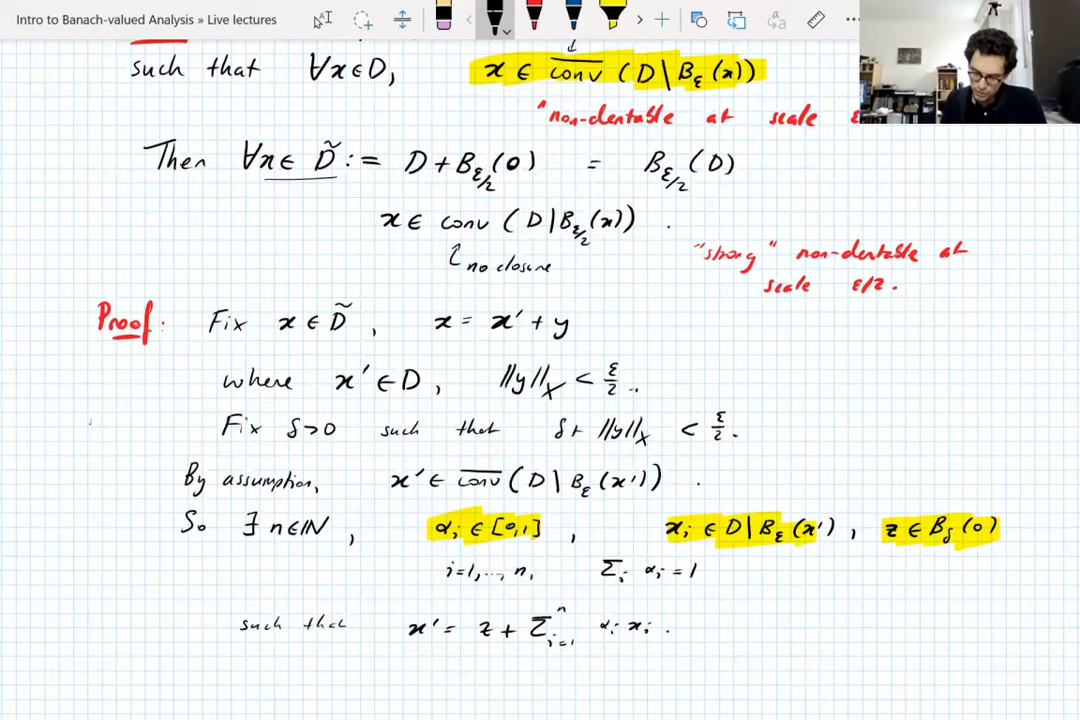 Intro to Banach-valued Analysis » Live lectures
such that ∀x∈D, x ∈ conv̅ (D\B_ε(x))
"non-dentable at scale ε
Then ∀x∈ D̃ := D + B_{ε/2}(0) = B_{ε/2}(D)
x ∈ conv (D\B_{ε/2}(x)).
no closure
"strong" non-dentable at
scale ε/2.
Proof: Fix x ∈ D̃, x = x' + y
where x' ∈ D, ||y||_X < ε/2.
Fix δ>0 such that δ + ||y||_X < ε/2.
By assumption, x' ∈ conv̅ (D\B_ε(x')).
So ∃ n∈ℕ, α_i ∈ [0,1], x_i ∈ D\B_ε(x'), z ∈ B_δ(0)
i=1,..., n, Σ_i α_i = 1
such that x' = z + Σ_{i=1}^n α_i x_i.